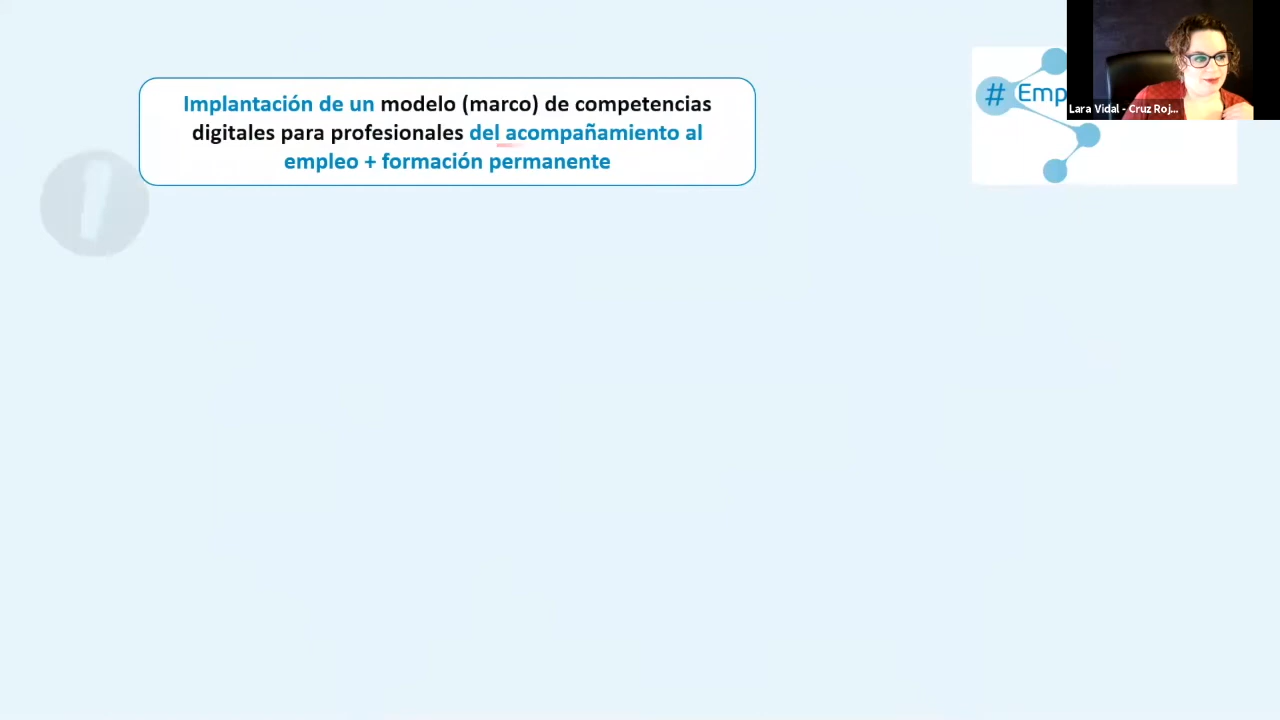 Implantación de un modelo (marco) de competencias
digitales para profesionales del acompañamiento al
empleo + formación permanente
1
# Emp
Lara Vidal - Cruz Roj...